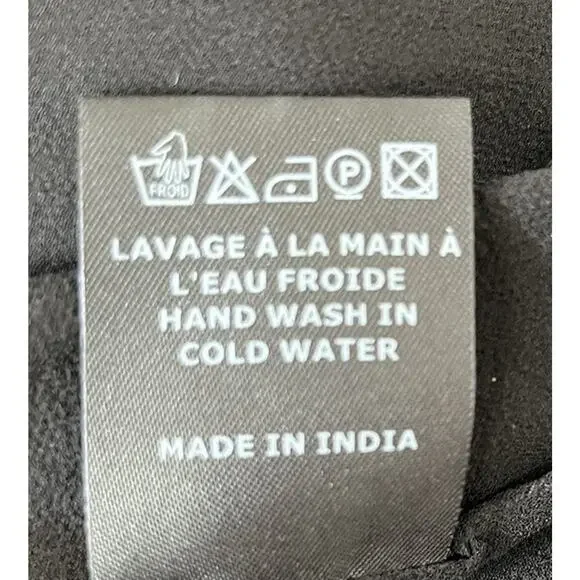 FROID P
LAVAGE À LA MAIN À
L'EAU FROIDE
HAND WASH IN
COLD WATER
MADE IN INDIA